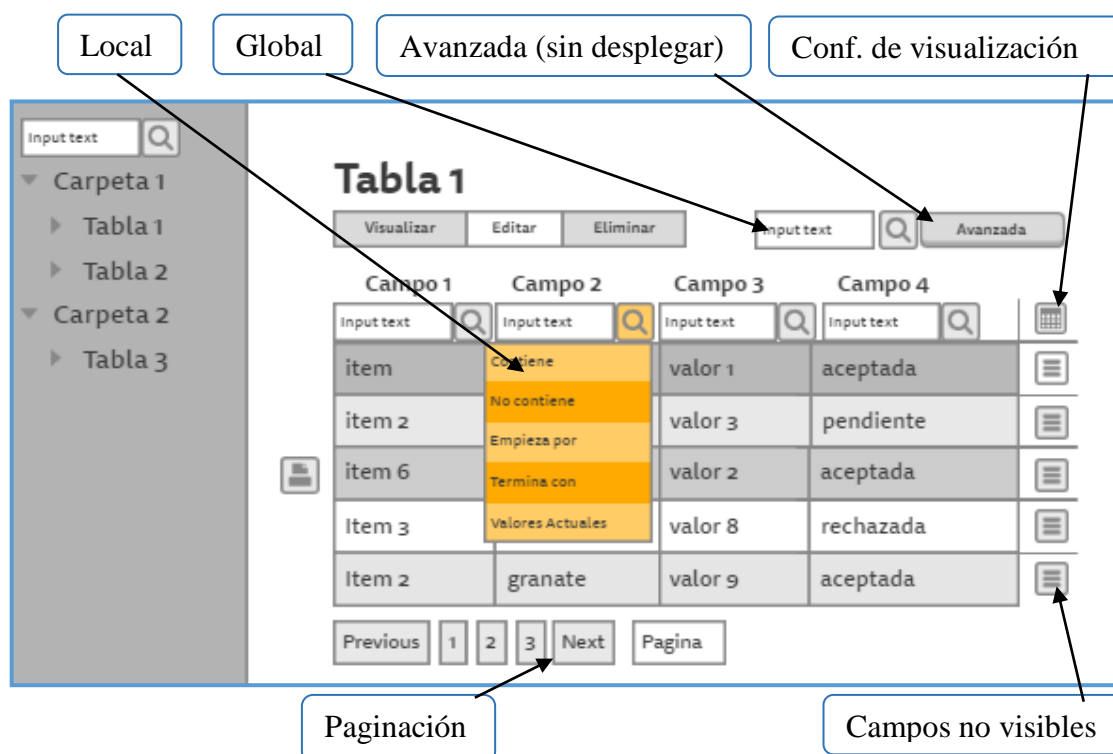 Local Global Avanzada (sin desplegar) Conf. de visualización
Input text
Carpeta 1
Tabla 1
Tabla 2
Carpeta 2
Tabla 3
Tabla 1
Visualizar Editar Eliminar Input text Avanzada
Campo 1 Campo 2 Campo 3 Campo 4
Input text Input text Input text Input text
item valor 1 aceptada
item 2 valor 3 pendiente
item 6 valor 2 aceptada
Item 3 valor 8 rechazada
Item 2 granate valor 9 aceptada
Contiene
No contiene
Empieza por
Termina con
Valores Actuales
Previous 1 2 3 Next Pagina
Paginación Campos no visibles